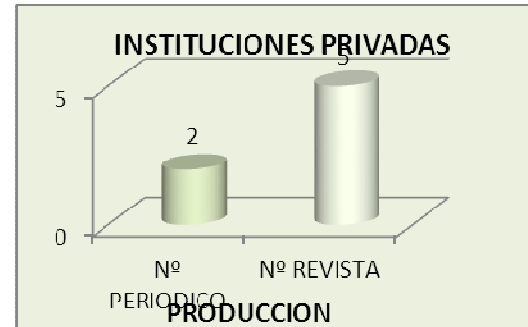 INSTITUCIONES PRIVADAS
5
5
2
0
Nº PERIODICO
Nº REVISTA
PRODUCCION